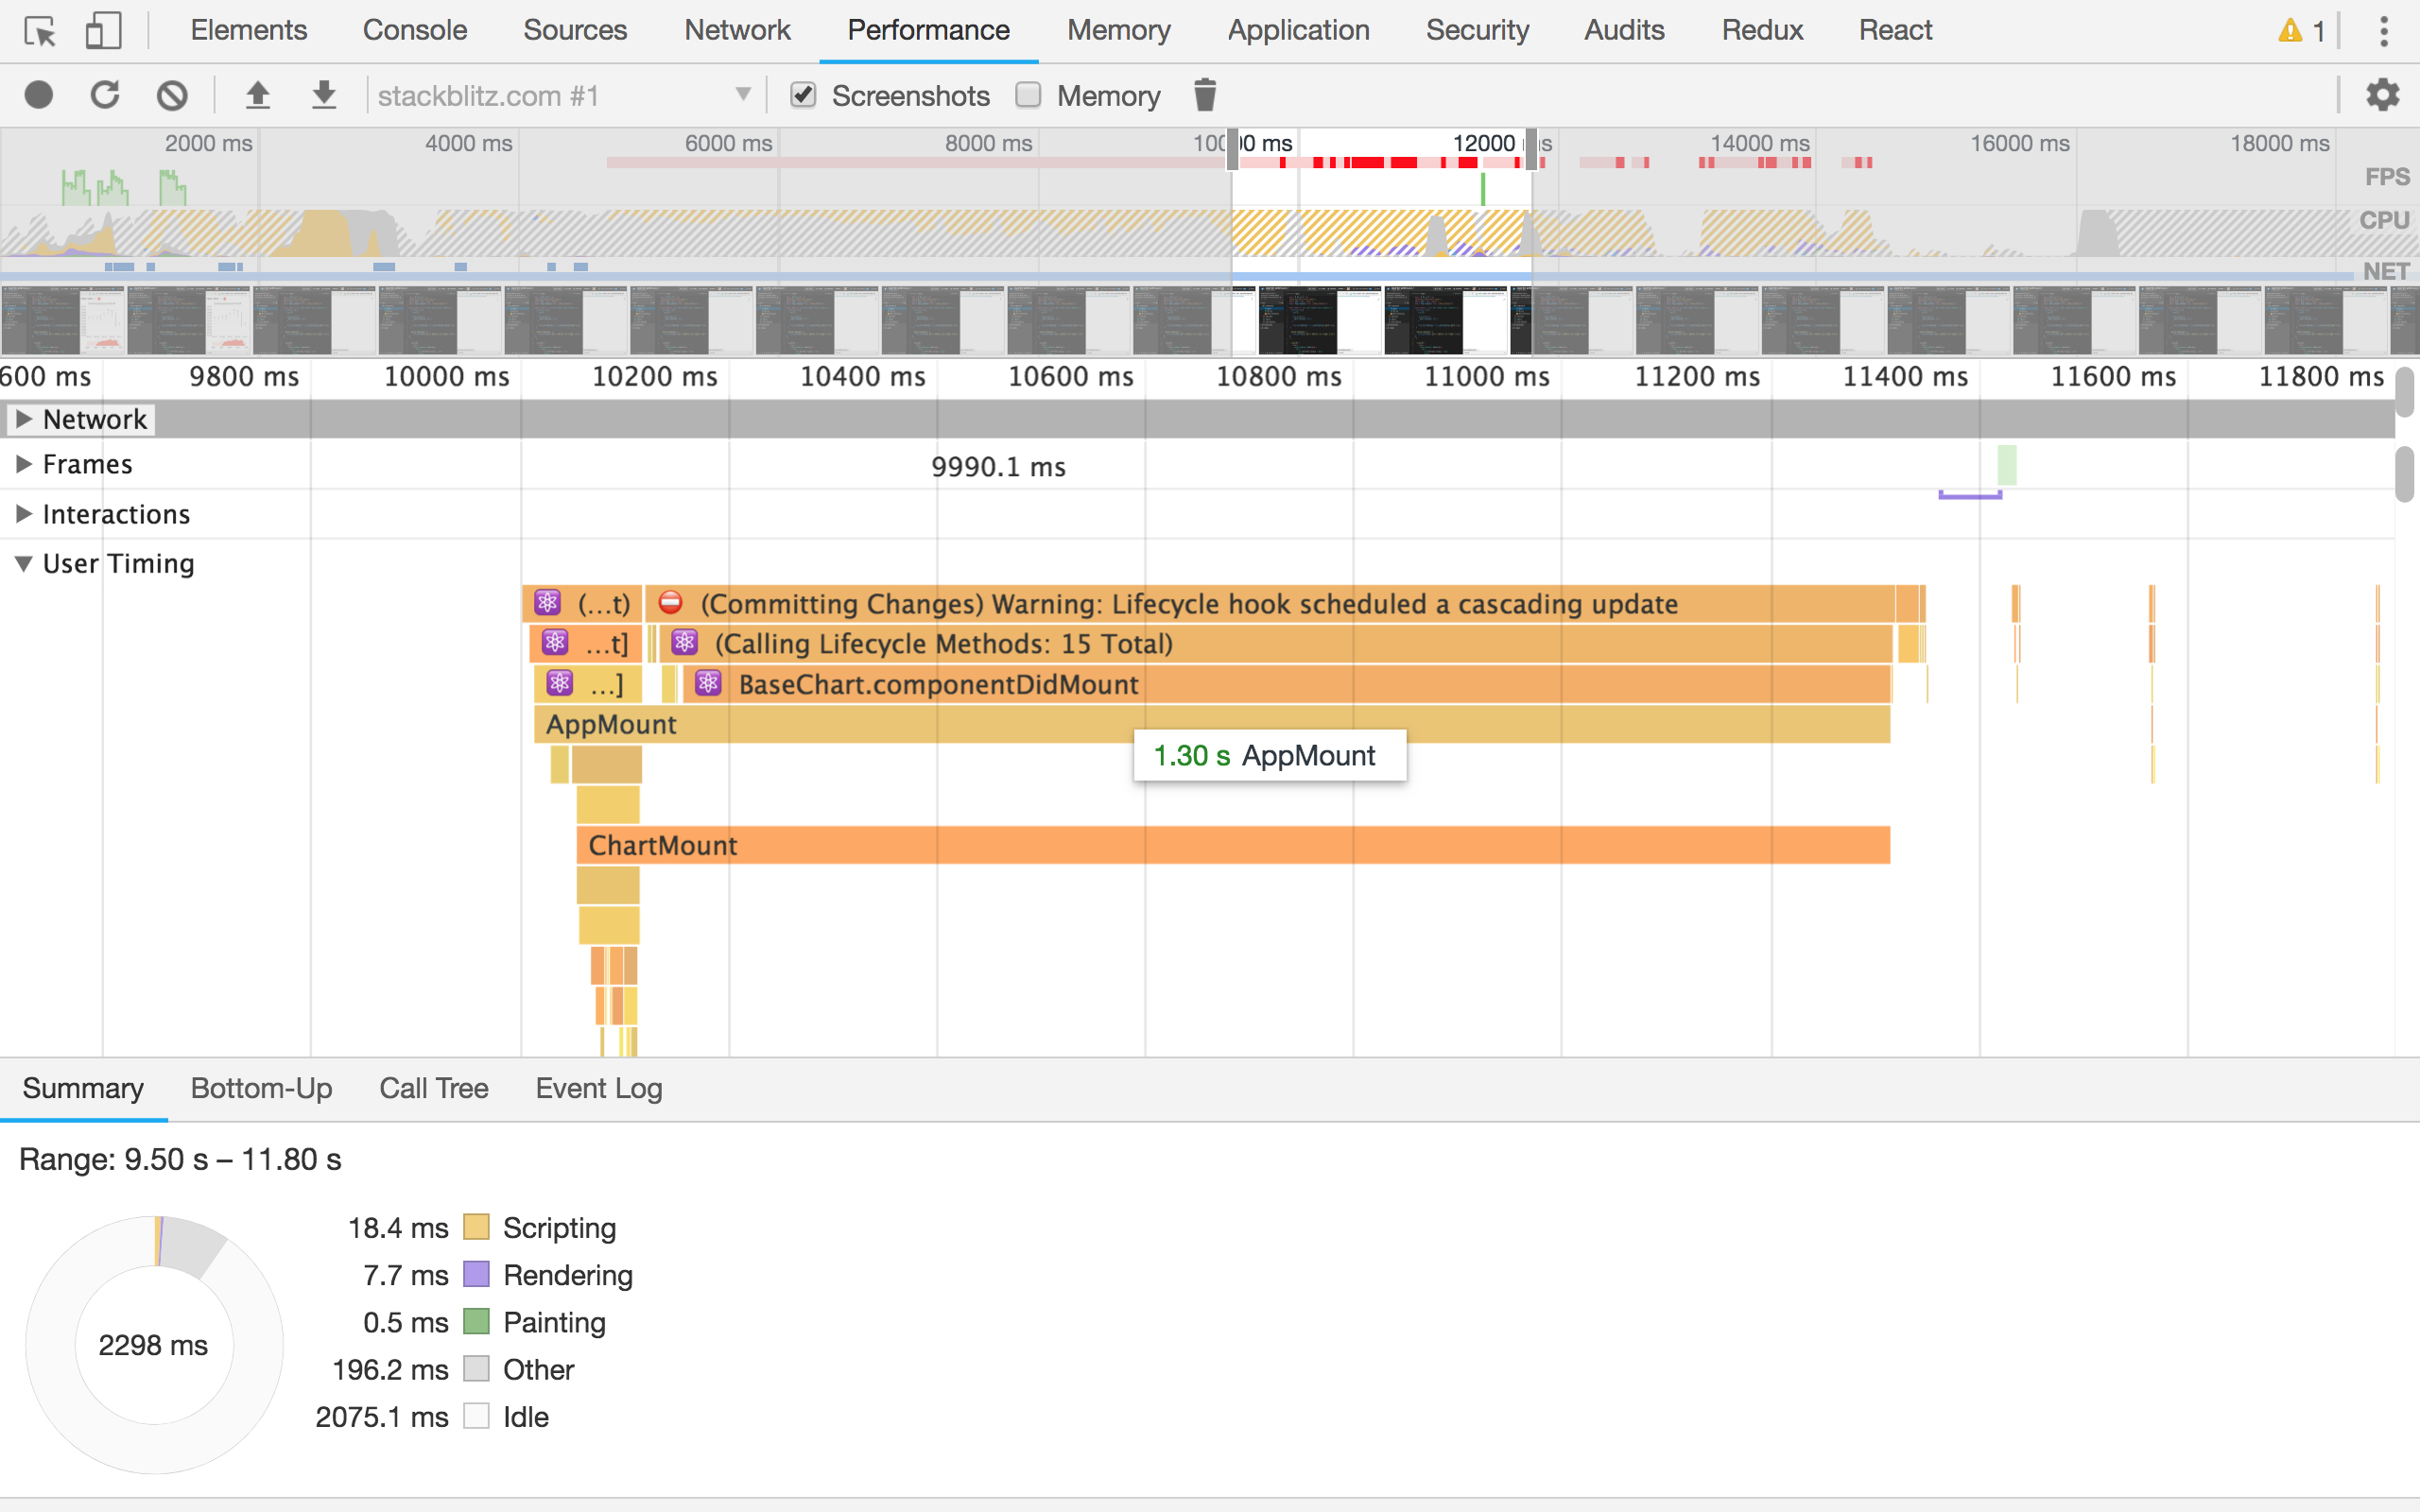 Elements Console Sources Network Performance Memory Application Security Audits Redux React 1
stackblitz.com #1 Screenshots Memory
2000 ms 4000 ms 6000 ms 8000 ms 12000 14000 ms 16000 ms 18000 ms
FPS
CPU
NET
600 ms 9800 ms 10000 ms 10200 ms 10400 ms 10600 ms 10800 ms 11000 ms 11200 ms 11400 ms 11600 ms 11800 ms
Network
Frames 9990.1 ms
Interactions
User Timing
(...t) (Committing Changes) Warning: Lifecycle hook scheduled a cascading update
...t] (Calling Lifecycle Methods: 15 Total)
...] BaseChart.componentDidMount
AppMount
1.30 s AppMount
ChartMount
Summary Bottom-Up Call Tree Event Log
Range: 9.50 s – 11.80 s
18.4 ms Scripting
7.7 ms Rendering
0.5 ms Painting
196.2 ms Other
2075.1 ms Idle
2298 ms